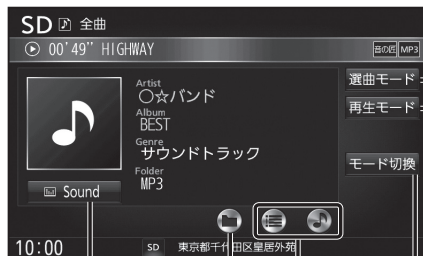 SD 全曲
00'49" HIGHWAY
音の匠 MP3
Artist
○☆バンド
Album
BEST
Genre
サウンドトラック
Folder
MP3
Sound
選曲モード
再生モード
モード切換
10:00
SD 東京都千代田区皇居外苑